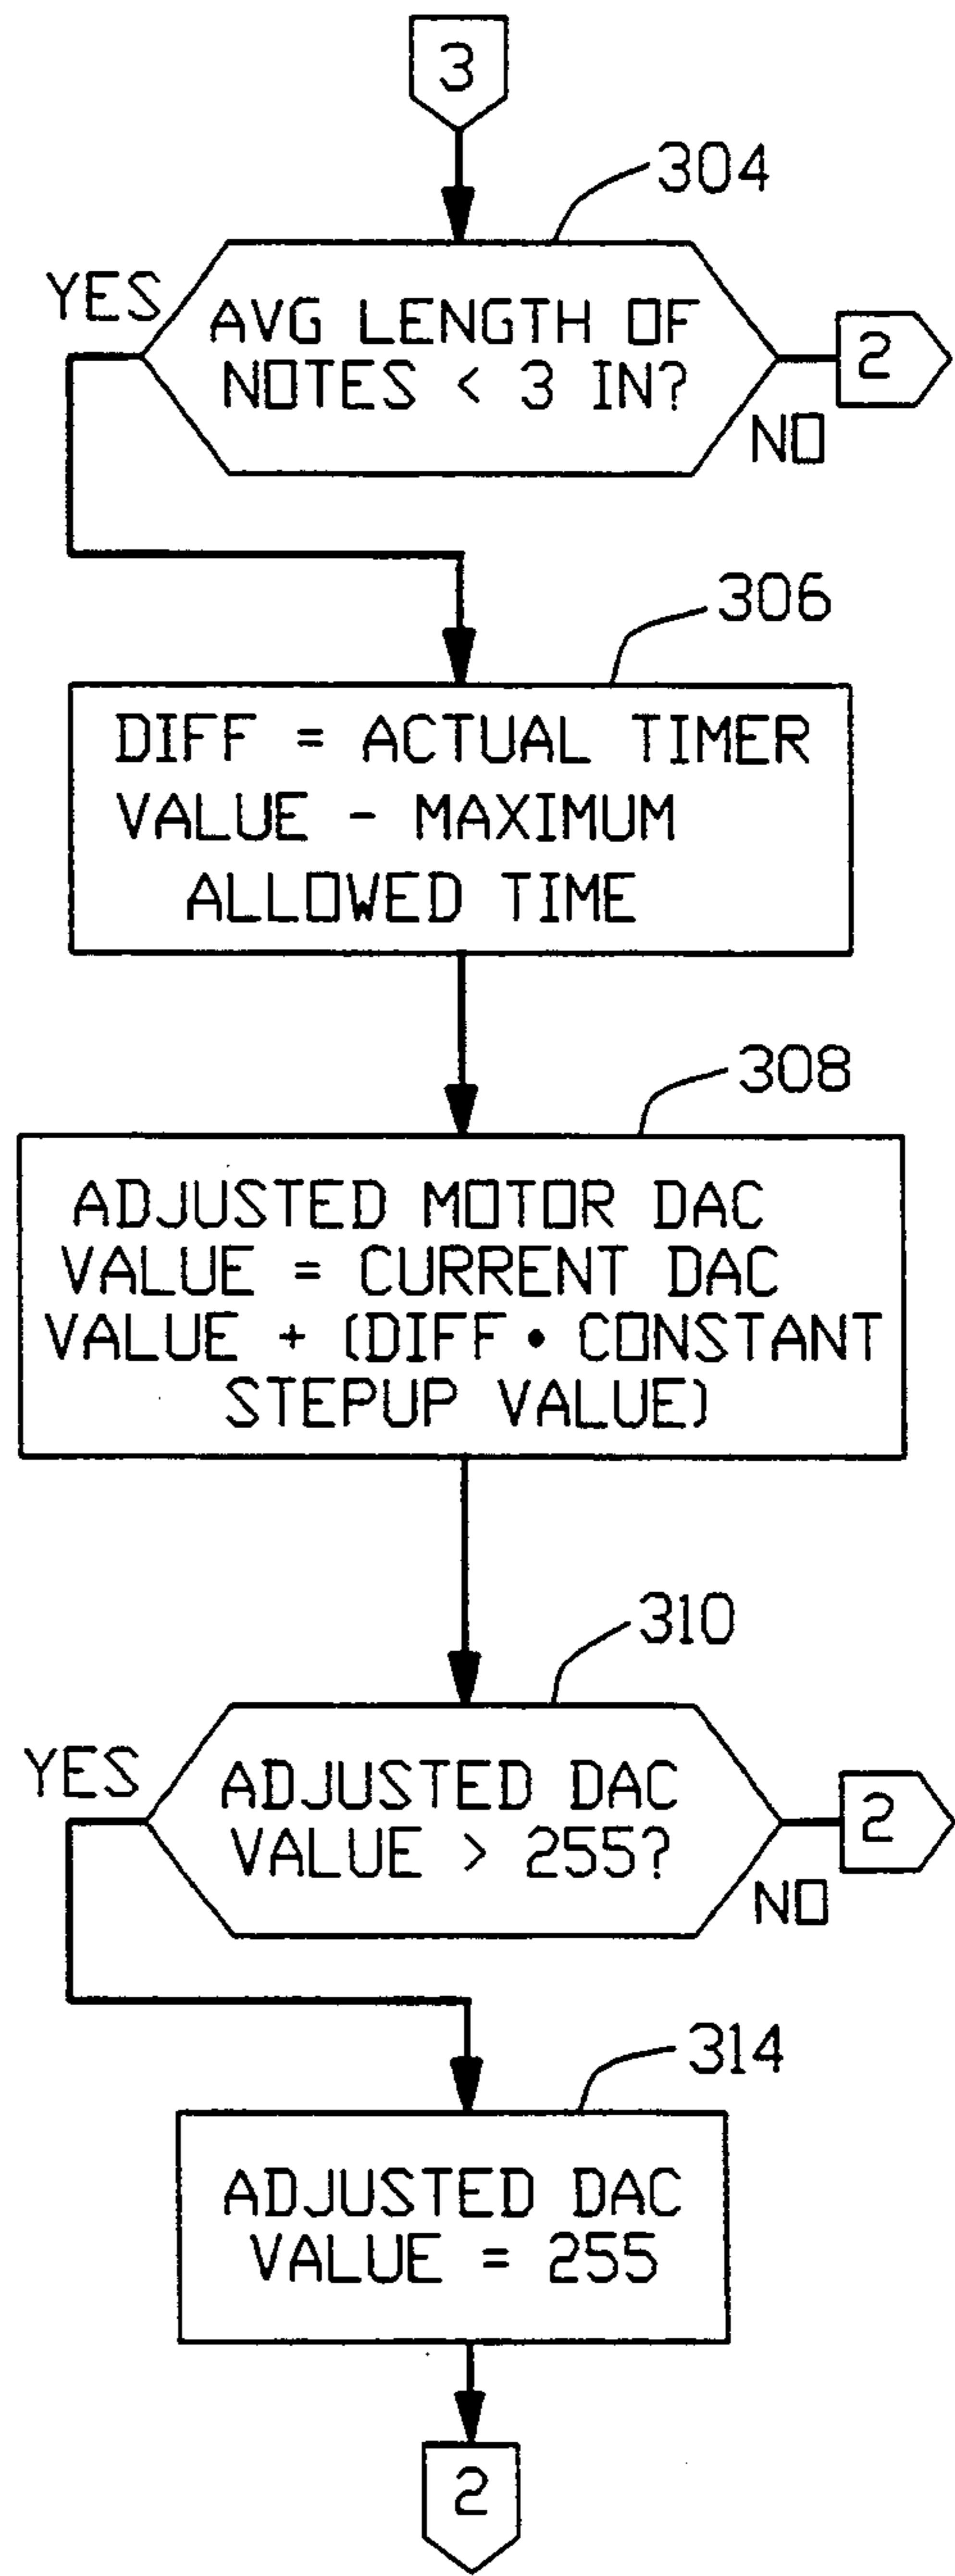 3
304
YES
AVG LENGTH OF
NOTES < 3 IN?
2
NO
306
DIFF = ACTUAL TIMER
VALUE - MAXIMUM
ALLOWED TIME
308
ADJUSTED MOTOR DAC
VALUE = CURRENT DAC
VALUE + (DIFF • CONSTANT
STEPUP VALUE)
310
YES
ADJUSTED DAC
VALUE > 255?
2
NO
314
ADJUSTED DAC
VALUE = 255
2